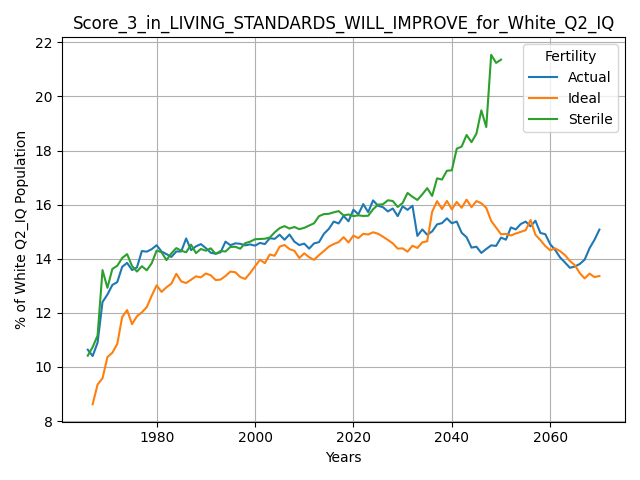 Score_3_in_LIVING_STANDARDS_WILL_IMPROVE_for_White_Q2_IQ
% of White Q2_IQ Population
22
20
18
16
14
12
10
8
Fertility
Actual
Ideal
Sterile
1980
2000
2020
2040
2060
Years